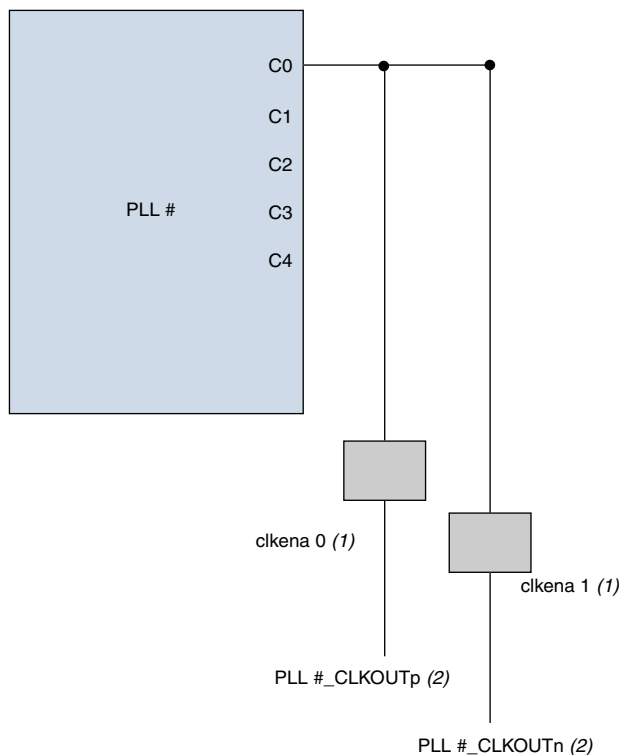 C0
C1
C2
PLL #
C3
C4
clkena 0 (1)
clkena 1 (1)
PLL #_CLKOUTp (2)
PLL #_CLKOUTn (2)